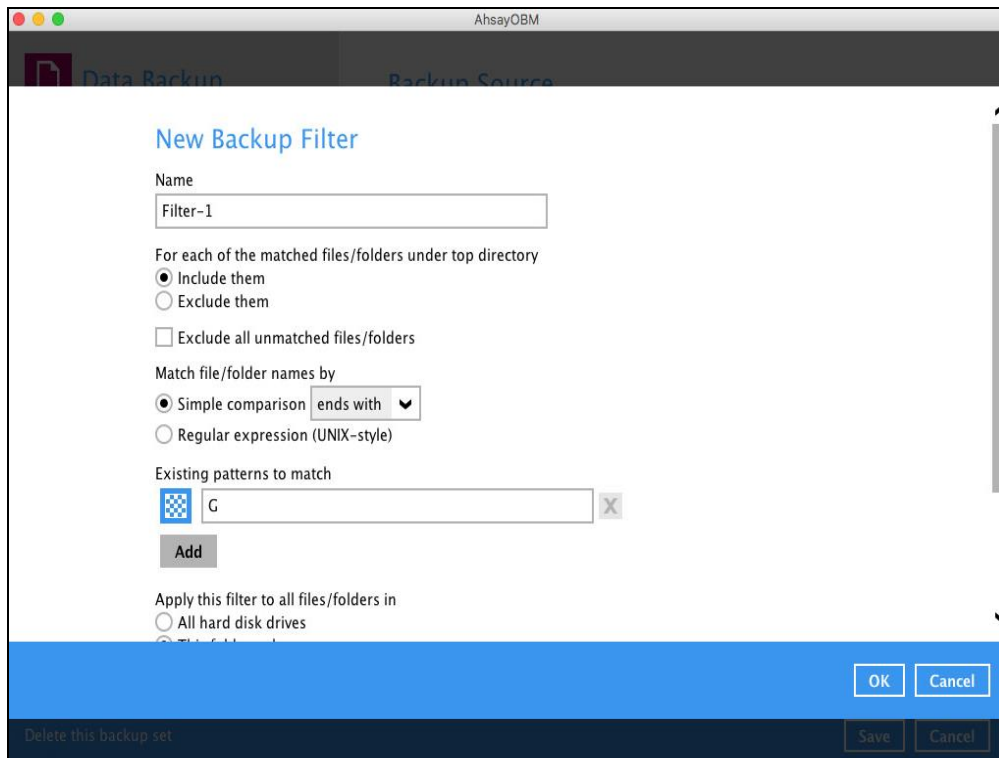 AhsayOBM
Data Backup
Backup Source
New Backup Filter
Name
Filter-1
For each of the matched files/folders under top directory
Include them
Exclude them
Exclude all unmatched files/folders
Match file/folder names by
Simple comparison ends with
Regular expression (UNIX-style)
Existing patterns to match
G
X
Add
Apply this filter to all files/folders in
All hard disk drives
OK Cancel
Delete this backup set
Save Cancel